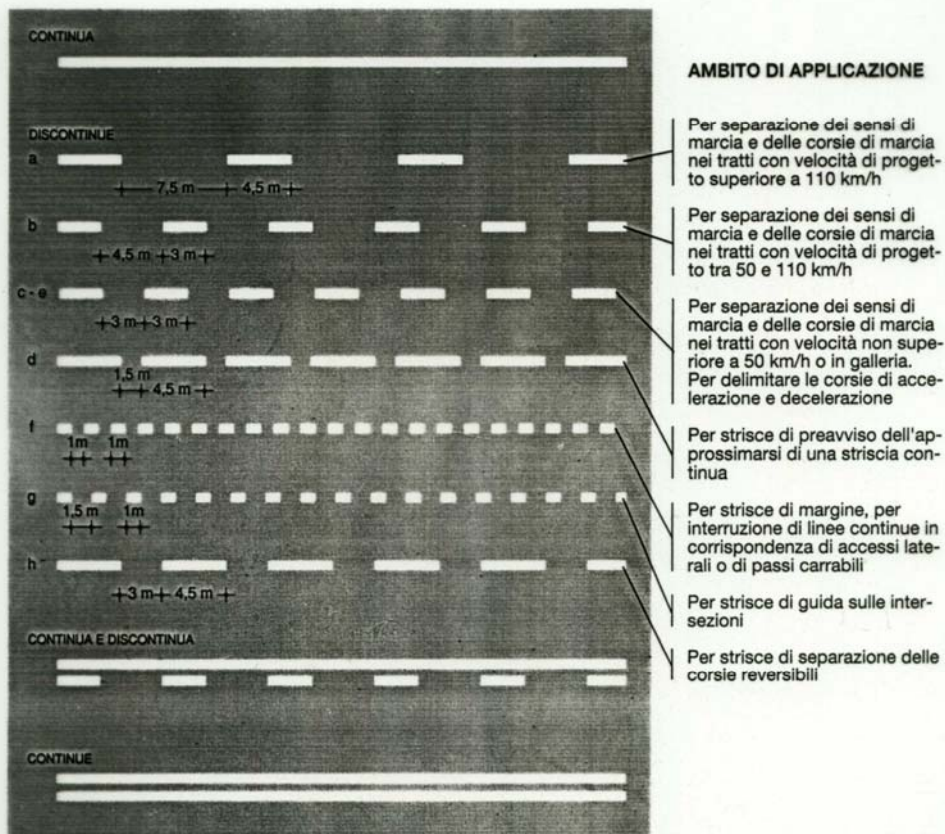 CONTINUA
AMBITO DI APPLICAZIONE
DISCONTINUE
a
7,5 m 4,5 m
b
4,5 m 3 m
c - e
3 m 3 m
d
1,5 m
4,5 m
f
1m 1m
g
1,5 m 1m
h
3 m 4,5 m
CONTINUA E DISCONTINUA
CONTINUE
Per separazione dei sensi di
marcia e delle corsie di marcia
nei tratti con velocità di proget-
to superiore a 110 km/h
Per separazione dei sensi di
marcia e delle corsie di marcia
nei tratti con velocità di proget-
to tra 50 e 110 km/h
Per separazione dei sensi di
marcia e delle corsie di marcia
nei tratti con velocità non supe-
riore a 50 km/h o in galleria.
Per delimitare le corsie di acce-
lerazione e decelerazione
Per strisce di preavviso dell'ap-
prossimarsi di una striscia con-
tinua
Per strisce di margine, per
interruzione di linee continue in
corrispondenza di accessi late-
rali o di passi carrabili
Per strisce di guida sulle inter-
sezioni
Per strisce di separazione delle
corsie reversibili